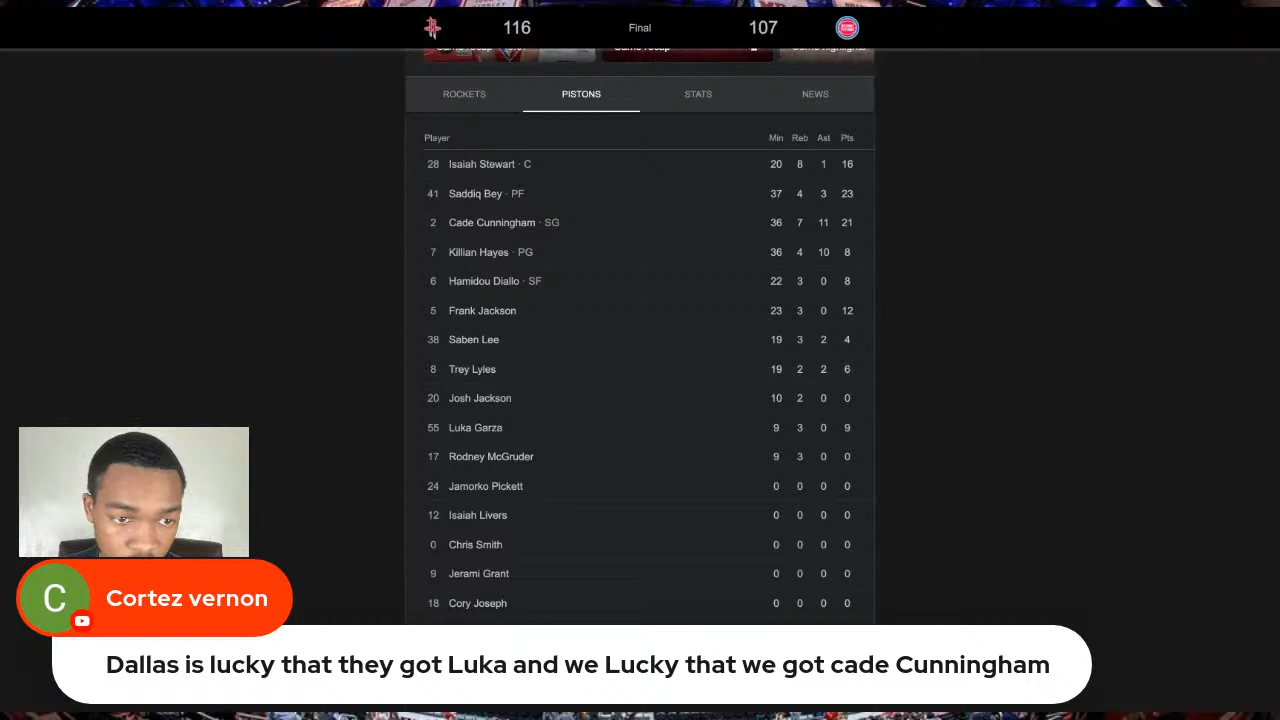 116 Final 107
ROCKETS PISTONS STATS NEWS
Player Min Reb Ast Pts
28 Isaiah Stewart · C 20 8 1 16
41 Saddiq Bey · PF 37 4 3 23
2 Cade Cunningham · SG 36 7 11 21
7 Killian Hayes · PG 36 4 10 8
6 Hamidou Diallo · SF 22 3 0 8
5 Frank Jackson 23 3 0 12
38 Saben Lee 19 3 2 4
8 Trey Lyles 19 2 2 6
20 Josh Jackson 10 2 0 0
55 Luka Garza 9 3 0 9
17 Rodney McGruder 9 3 0 0
24 Jamorko Pickett 0 0 0 0
12 Isaiah Livers 0 0 0 0
0 Chris Smith 0 0 0 0
9 Jerami Grant 0 0 0 0
18 Cory Joseph 0 0 0 0
C Cortez vernon
Dallas is lucky that they got Luka and we Lucky that we got cade Cunningham